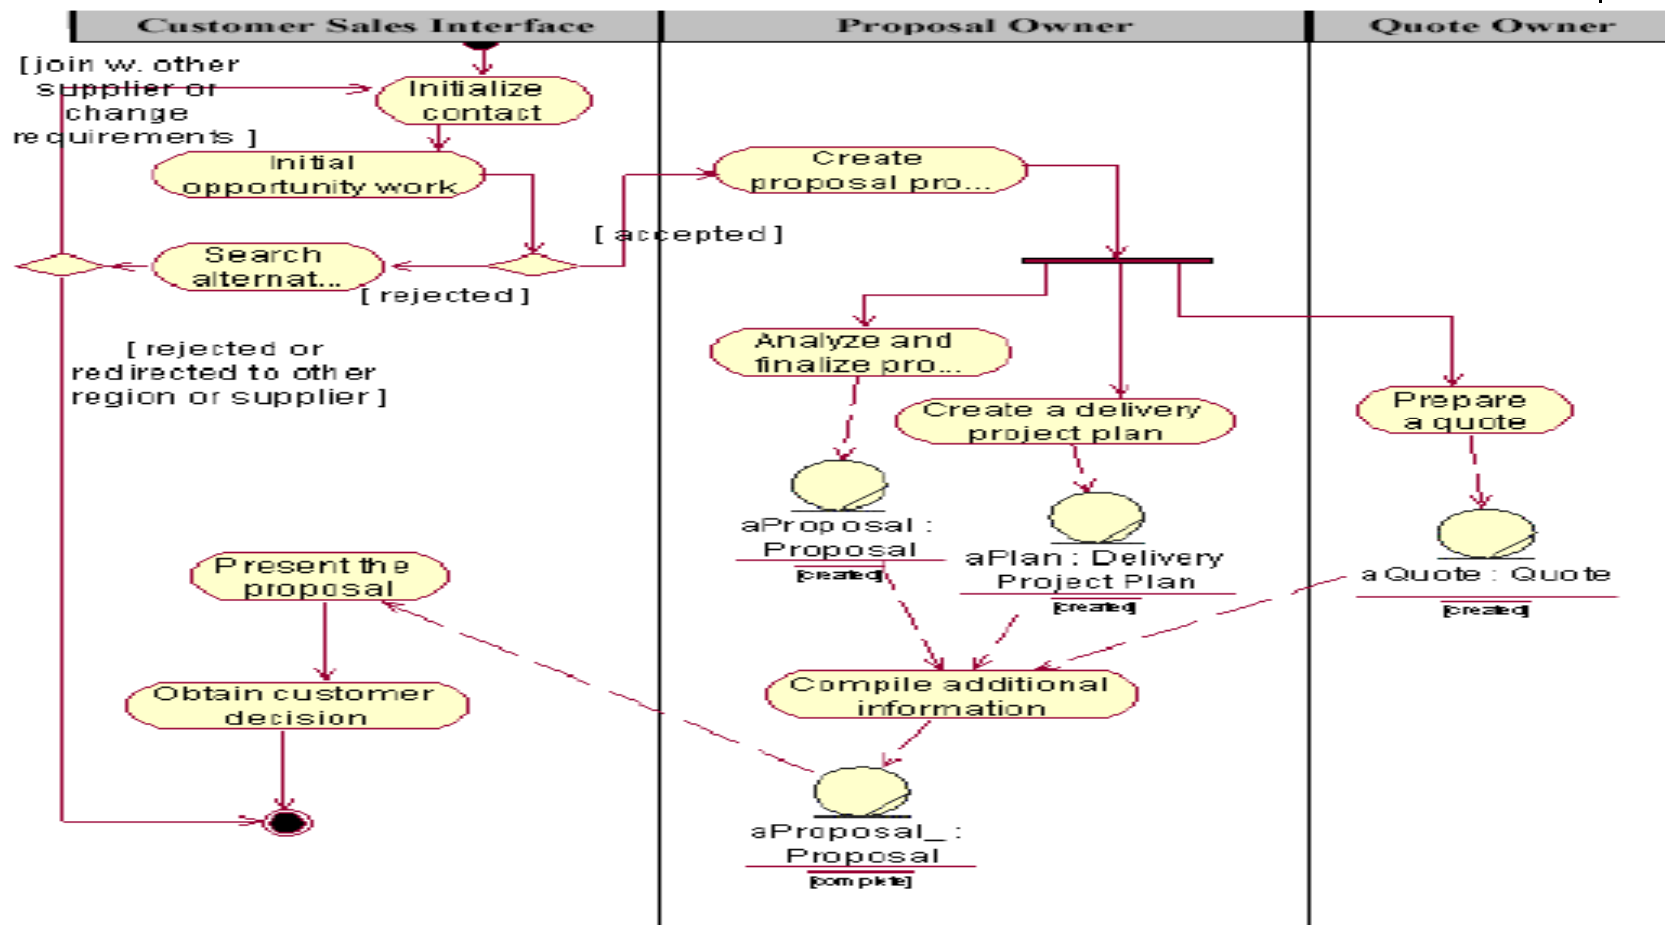 Customer Sales Interface
Proposal Owner
Quote Owner
[join w. other
supplier or
change
requirements ]
Initialize
contact
Initial
opportunity work
Create
proposal pro...
[ accepted ]
Search
alternat...
[ rejected ]
[ rejected or
redirected to other
region or supplier ]
Analyze and
finalize pro...
Create a delivery
project plan
Prepare
a quote
aProposal :
Proposal
[created]
aPlan : Delivery
Project Plan
[created]
aQuote : Quote
[created]
Present the
proposal
Obtain customer
decision
Compile additional
information
aProposal_ :
Proposal
[complete]